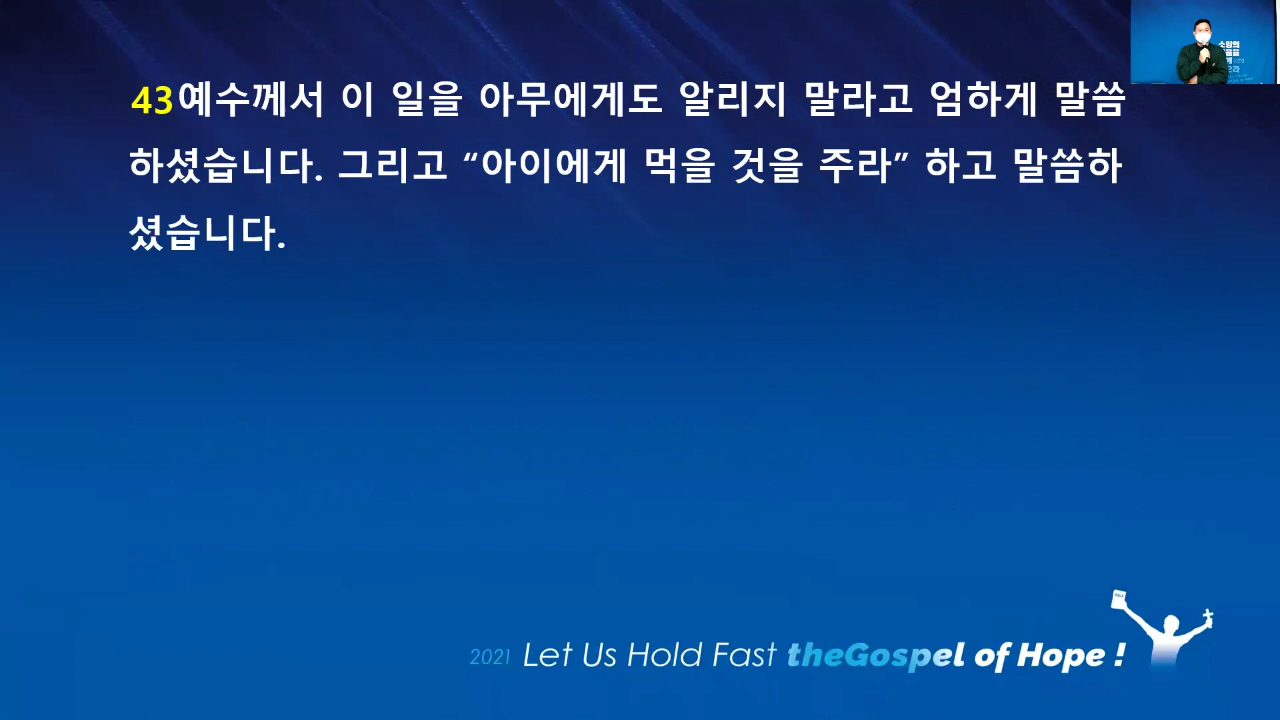 43예수께서 이 일을 아무에게도 알리지 말라고 엄하게 말씀
하셨습니다. 그리고 “아이에게 먹을 것을 주라” 하고 말씀하
셨습니다.
2021 Let Us Hold Fast theGospel of Hope !